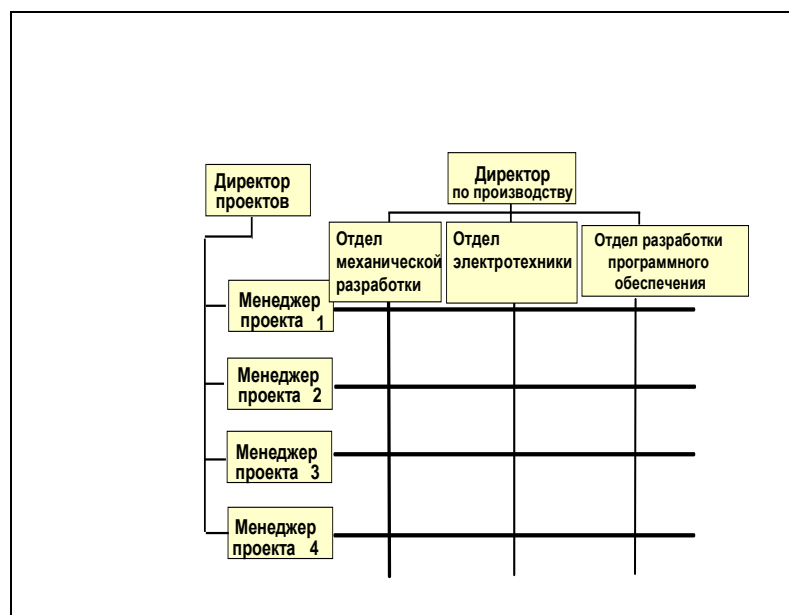 Директор
проектов
Директор
по производству
Отдел
механической
разработки
Отдел
электротехники
Отдел разработки
программного
обеспечения
Менеджер
проекта 1
Менеджер
проекта 2
Менеджер
проекта 3
Менеджер
проекта 4